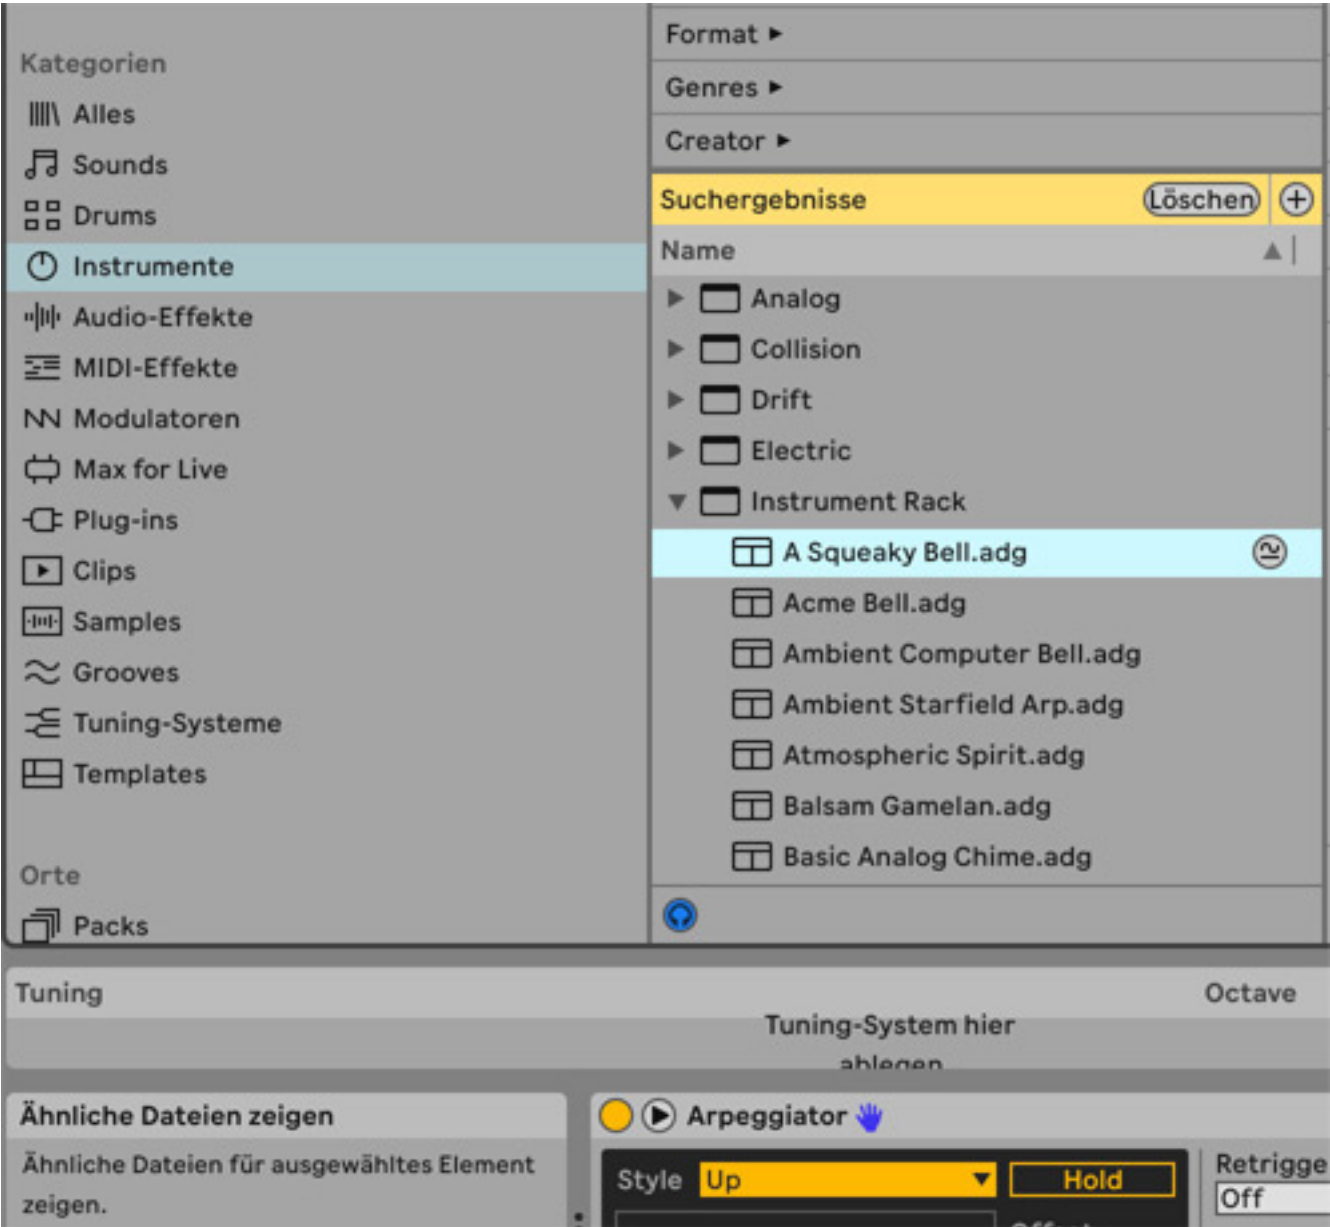 Kategorien
Alles
Sounds
Drums
Instrumente
Audio-Effekte
MIDI-Effekte
Modulatoren
Max for Live
Plug-ins
Clips
Samples
Grooves
Tuning-Systeme
Templates
Orte
Packs
Format
Genres
Creator
Suchergebnisse Löschen
Name
Analog
Collision
Drift
Electric
Instrument Rack
A Squeaky Bell.adg
Acme Bell.adg
Ambient Computer Bell.adg
Ambient Starfield Arp.adg
Atmospheric Spirit.adg
Balsam Gamelan.adg
Basic Analog Chime.adg
Tuning Octave
Tuning-System hier
ablegen
Ähnliche Dateien zeigen
Ähnliche Dateien für ausgewähltes Element
zeigen.
Arpeggiator
Style Up Hold
Retrigge
Off